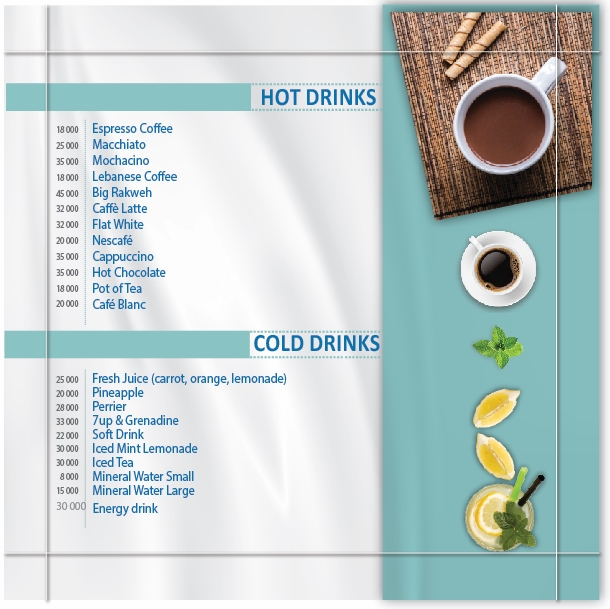 HOT DRINKS
18 000 Espresso Coffee
25 000 Macchiato
35 000 Mochacino
18 000 Lebanese Coffee
45 000 Big Rakweh
32 000 Caffè Latte
32 000 Flat White
20 000 Nescafé
35 000 Cappuccino
35 000 Hot Chocolate
18 000 Pot of Tea
20 000 Café Blanc
COLD DRINKS
25 000 Fresh Juice (carrot, orange, lemonade)
20 000 Pineapple
28 000 Perrier
33 000 7up & Grenadine
22 000 Soft Drink
30 000 Iced Mint Lemonade
30 000 Iced Tea
8 000 Mineral Water Small
15 000 Mineral Water Large
30 000 Energy drink